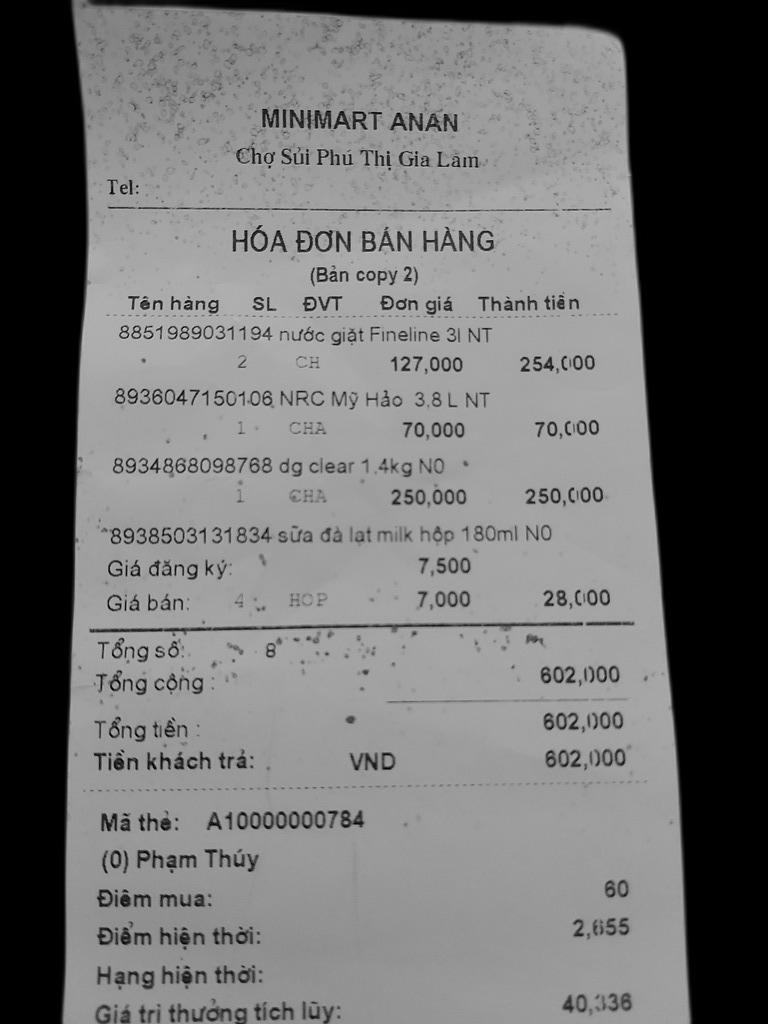 MINIMART ANAN
Chợ Sủi Phú Thị Gia Lâm
Tel:
HÓA ĐƠN BÁN HÀNG
(Bản copy 2)
Tên hàng SL ĐVT Đơn giá Thành tiền
8851989031194 nước giặt Fineline 3l NT
2 CH 127,000 254,000
8936047150106 NRC Mỹ Hảo 3,8 L NT
1 CHA 70,000 70,000
8934868098768 dg clear 1.4kg N0
1 CHA 250,000 250,000
8938503131834 sữa đà lạt milk hộp 180ml N0
Giá đăng ký: 7,500
Giá bán: 4 HOP 7,000 28,000
Tổng số: 8
Tổng cộng : 602,000
Tổng tiền : 602,000
Tiền khách trả: VND 602,000
Mã thẻ: A10000000784
(0) Phạm Thúy
Điểm mua: 60
Điểm hiện thời: 2,655
Hạng hiện thời:
Giá trị thưởng tích lũy: 40,336